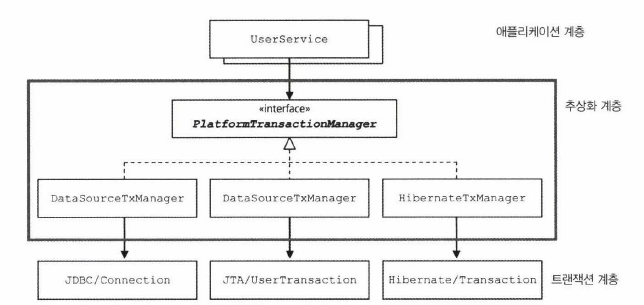 UserService
애플리케이션 계층
«interface»
PlatformTransactionManager
추상화 계층
DataSourceTxManager
DataSourceTxManager
HibernateTxManager
JDBC/Connection
JTA/UserTransaction
Hibernate/Transaction
트랜잭션 계층